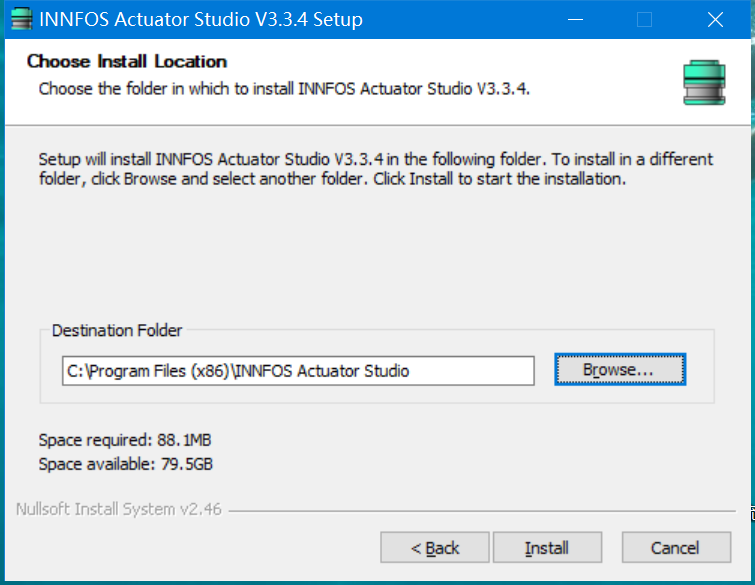 INNFOS Actuator Studio V3.3.4 Setup
Choose Install Location
Choose the folder in which to install INNFOS Actuator Studio V3.3.4.
Setup will install INNFOS Actuator Studio V3.3.4 in the following folder. To install in a different
folder, click Browse and select another folder. Click Install to start the installation.
Destination Folder
C:\Program Files (x86)\INNFOS Actuator Studio
Browse...
Space required: 88.1MB
Space available: 79.5GB
Nullsoft Install System v2.46
< Back
Install
Cancel